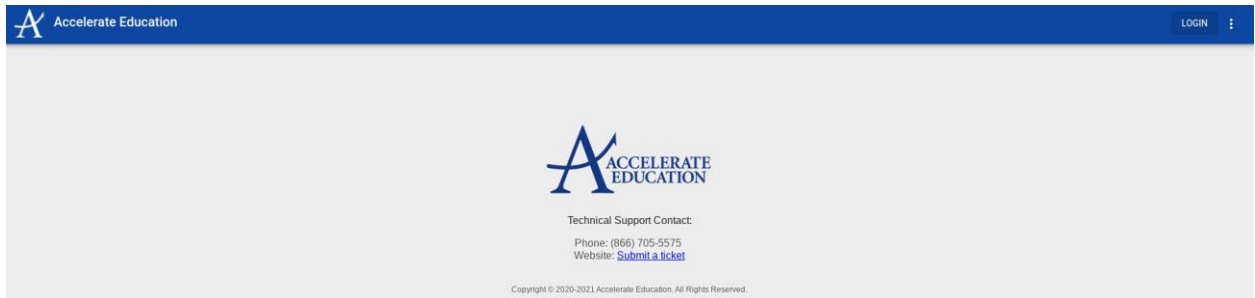 Accelerate Education
LOGIN
ACCELERATE
EDUCATION
Technical Support Contact:
Phone: (866) 705-5575
Website: Submit a ticket
Copyright © 2020-2021 Accelerate Education. All Rights Reserved.